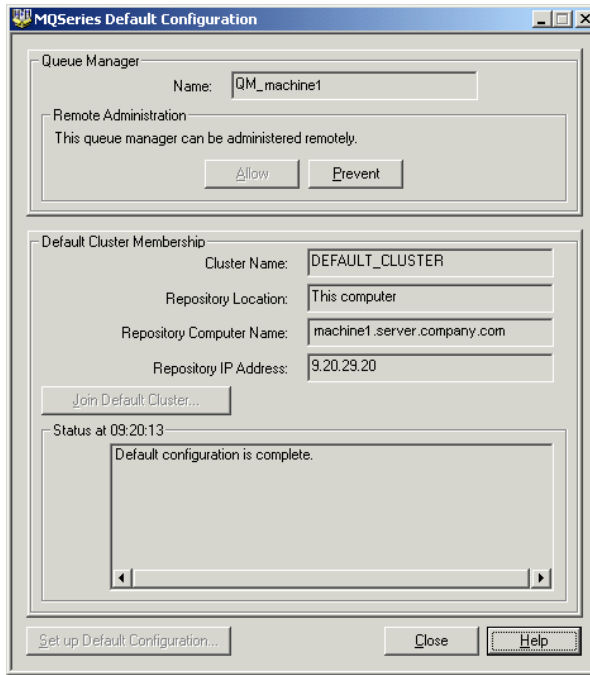 MQSeries Default Configuration
Queue Manager
Name: QM_machine1
Remote Administration
This queue manager can be administered remotely.
Allow Prevent
Default Cluster Membership
Cluster Name: DEFAULT_CLUSTER
Repository Location: This computer
Repository Computer Name: machine1.server.company.com
Repository IP Address: 9.20.29.20
Join Default Cluster...
Status at 09:20:13
Default configuration is complete.
Set up Default Configuration... Close Help